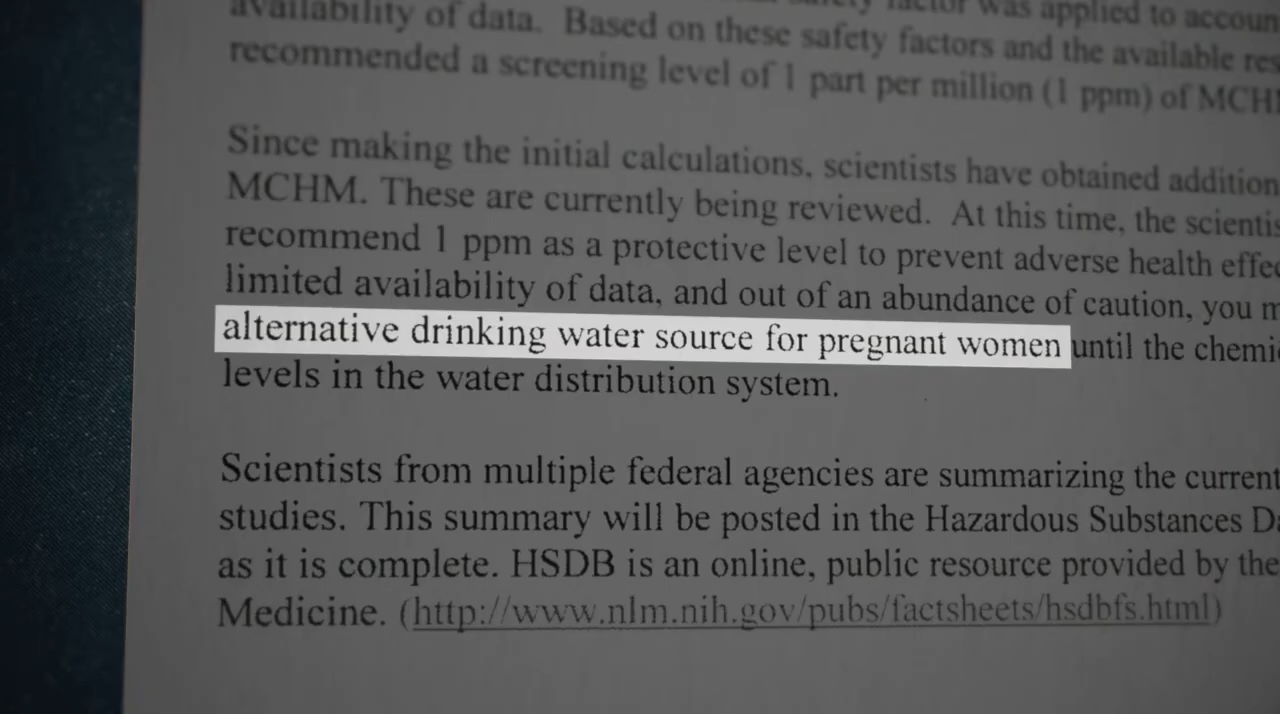 availability of data. Based on these safety factors and the available
recommended a screening level of 1 part per million (1 ppm) of
Since making the initial calculations, scientists have obtained
MCHM. These are currently being reviewed. At this time, the
recommend 1 ppm as a protective level to prevent adverse health
limited availability of data, and out of an abundance of caution, you
alternative drinking water source for pregnant women until the
levels in the water distribution system.
Scientists from multiple federal agencies are summarizing the current
studies. This summary will be posted in the Hazardous Substances
as it is complete. HSDB is an online, public resource provided by the
Medicine. (http://www.nlm.nih.gov/pubs/factsheets/hsdbfs.html)